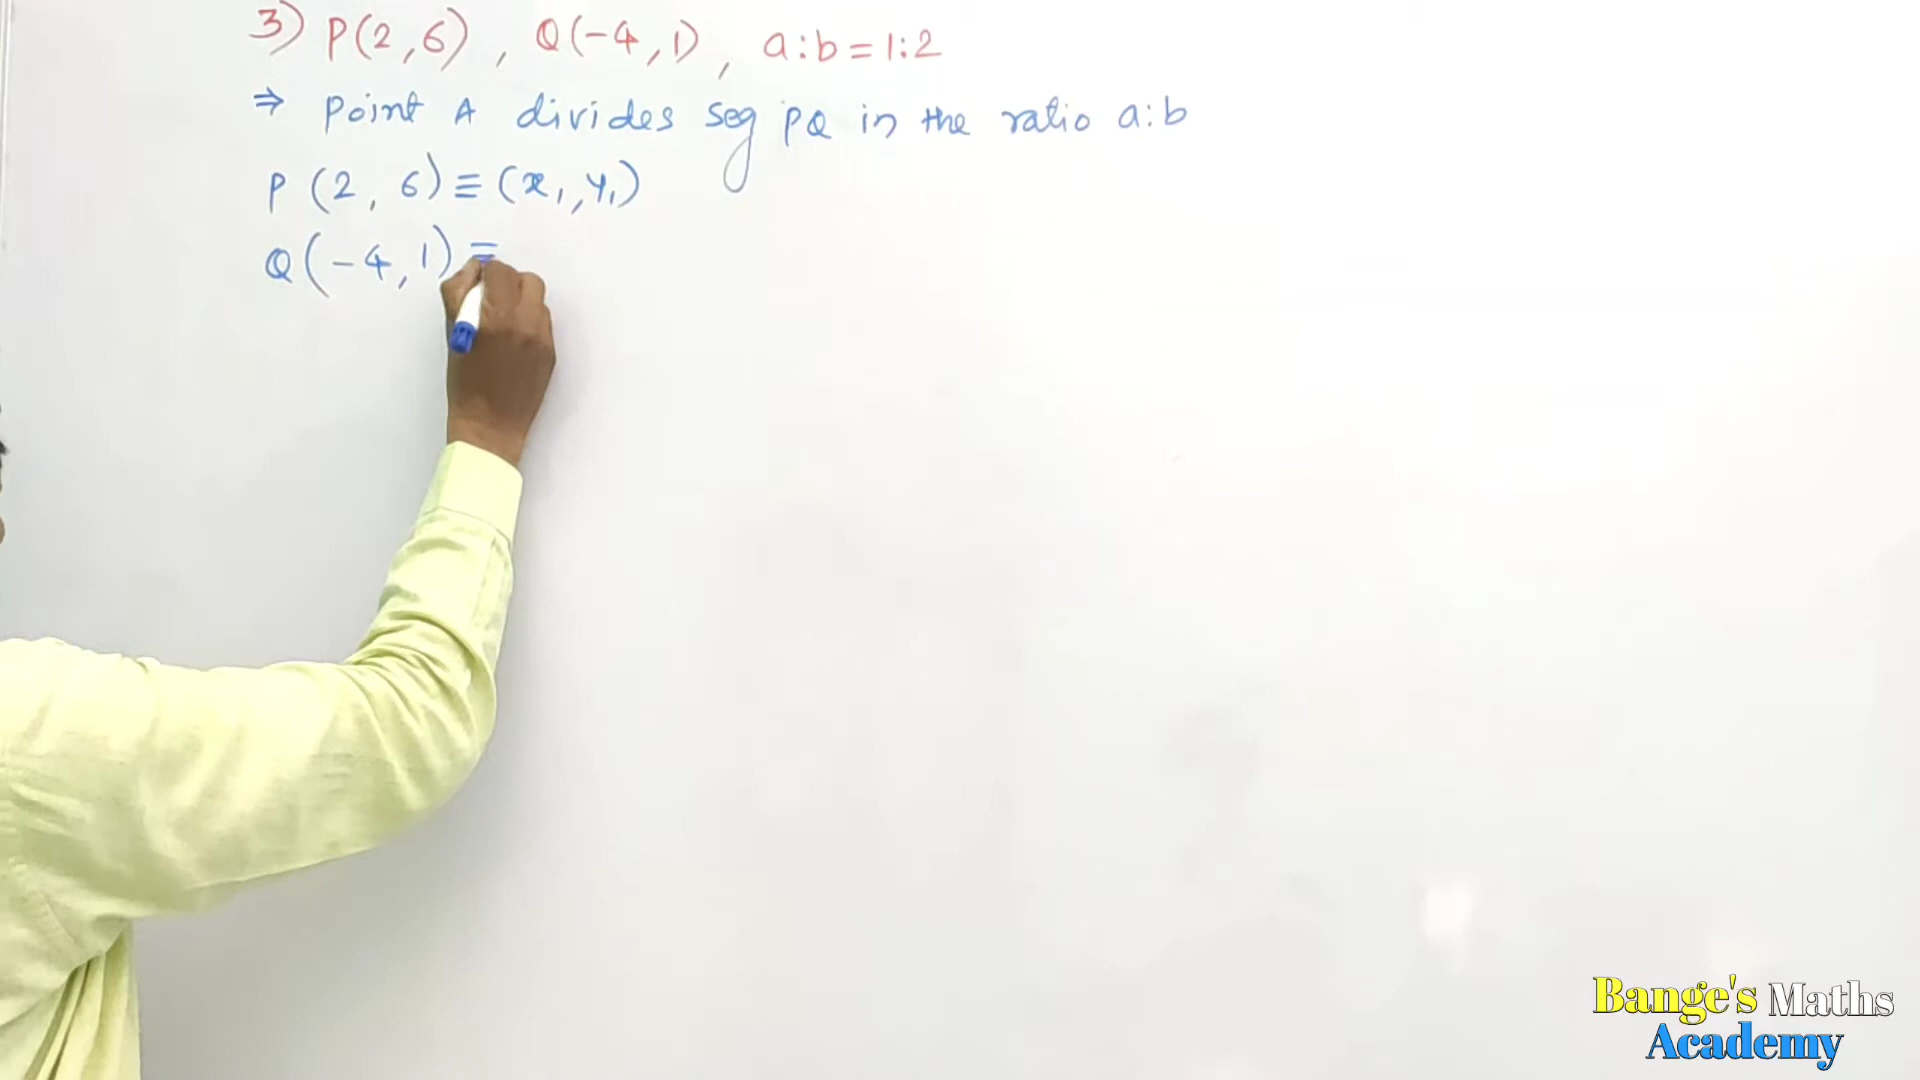 3) P(2,6), Q(-4,1), a:b=1:2
⇒ Point A divides seg PQ in the ratio a:b
P (2, 6) ≡ (x₁, y₁)
Q(-4, 1) ≡
Bange's Maths
Academy